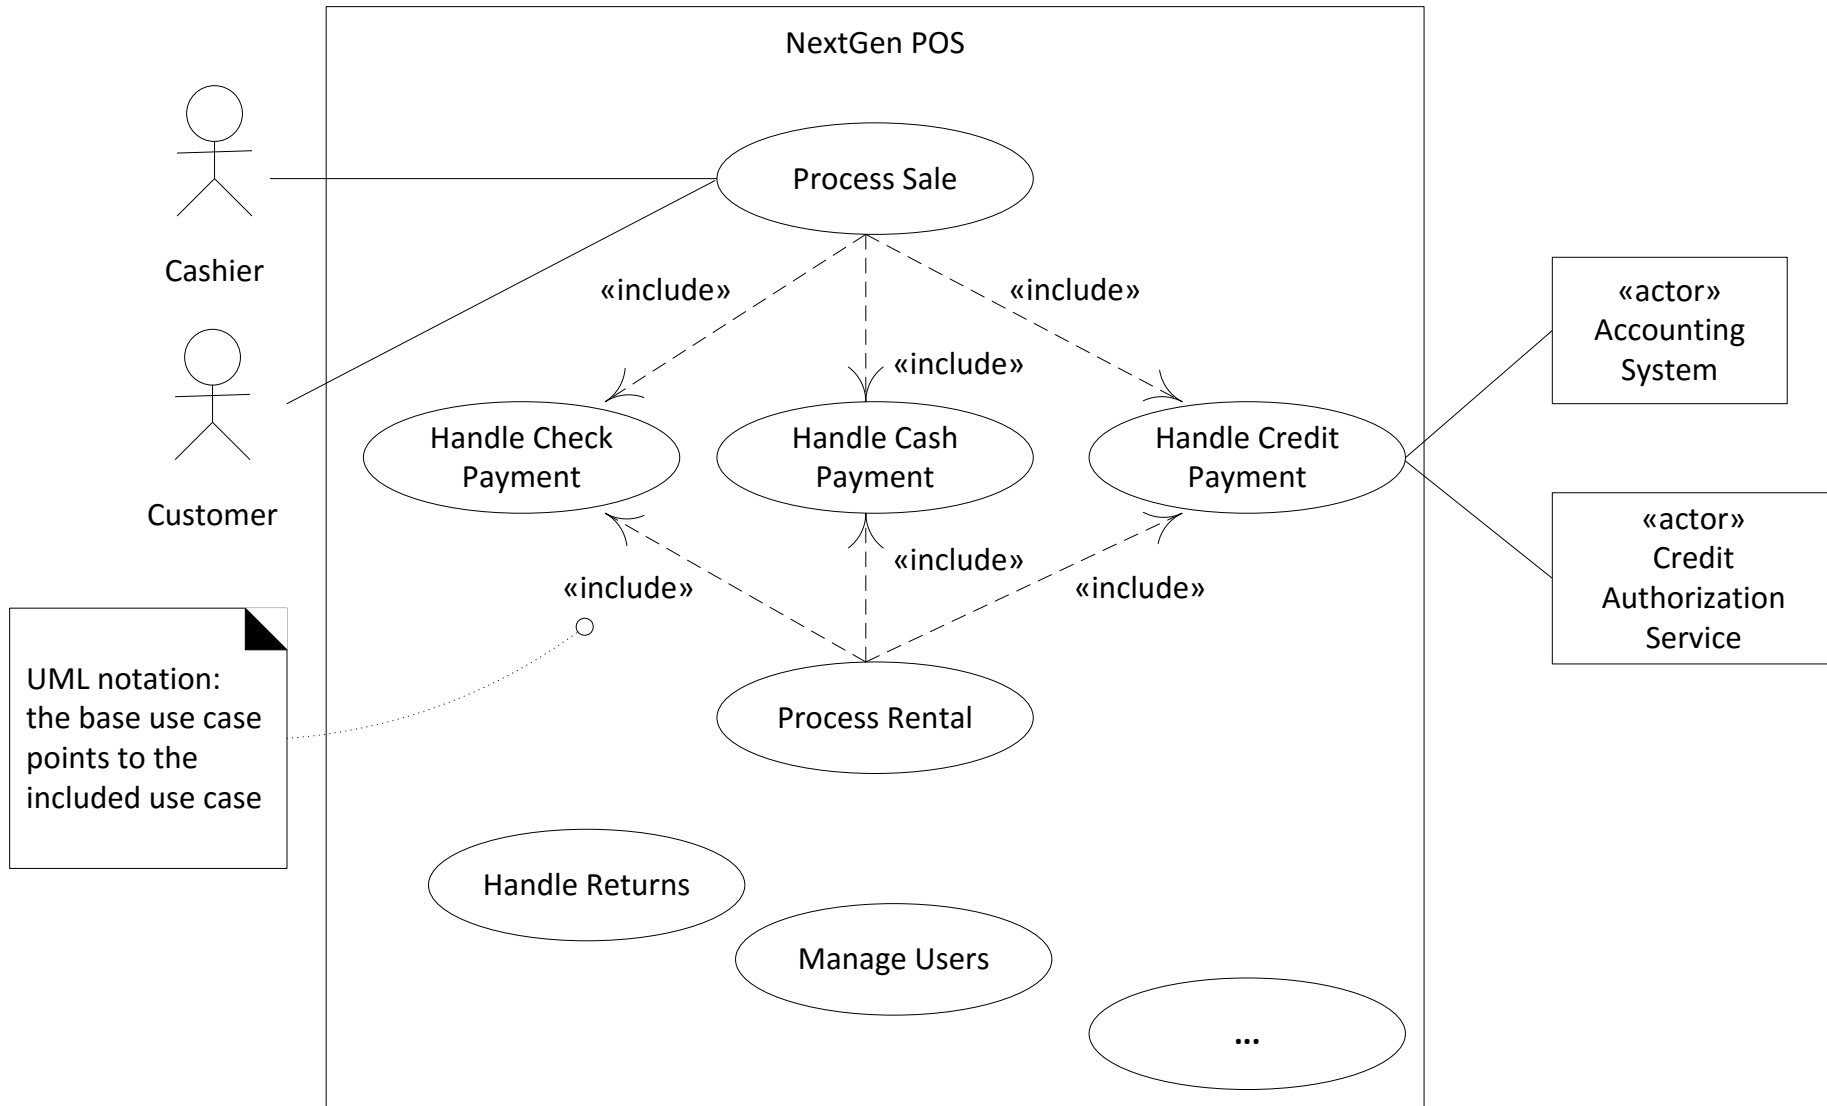 NextGen POS
Process Sale
Cashier
«include»
«include»
«include»
«actor»
Accounting
System
Handle Check
Payment
Handle Cash
Payment
Handle Credit
Payment
Customer
«actor»
Credit
Authorization
Service
«include»
«include»
«include»
UML notation:
the base use case
points to the
included use case
Process Rental
Handle Returns
Manage Users
...